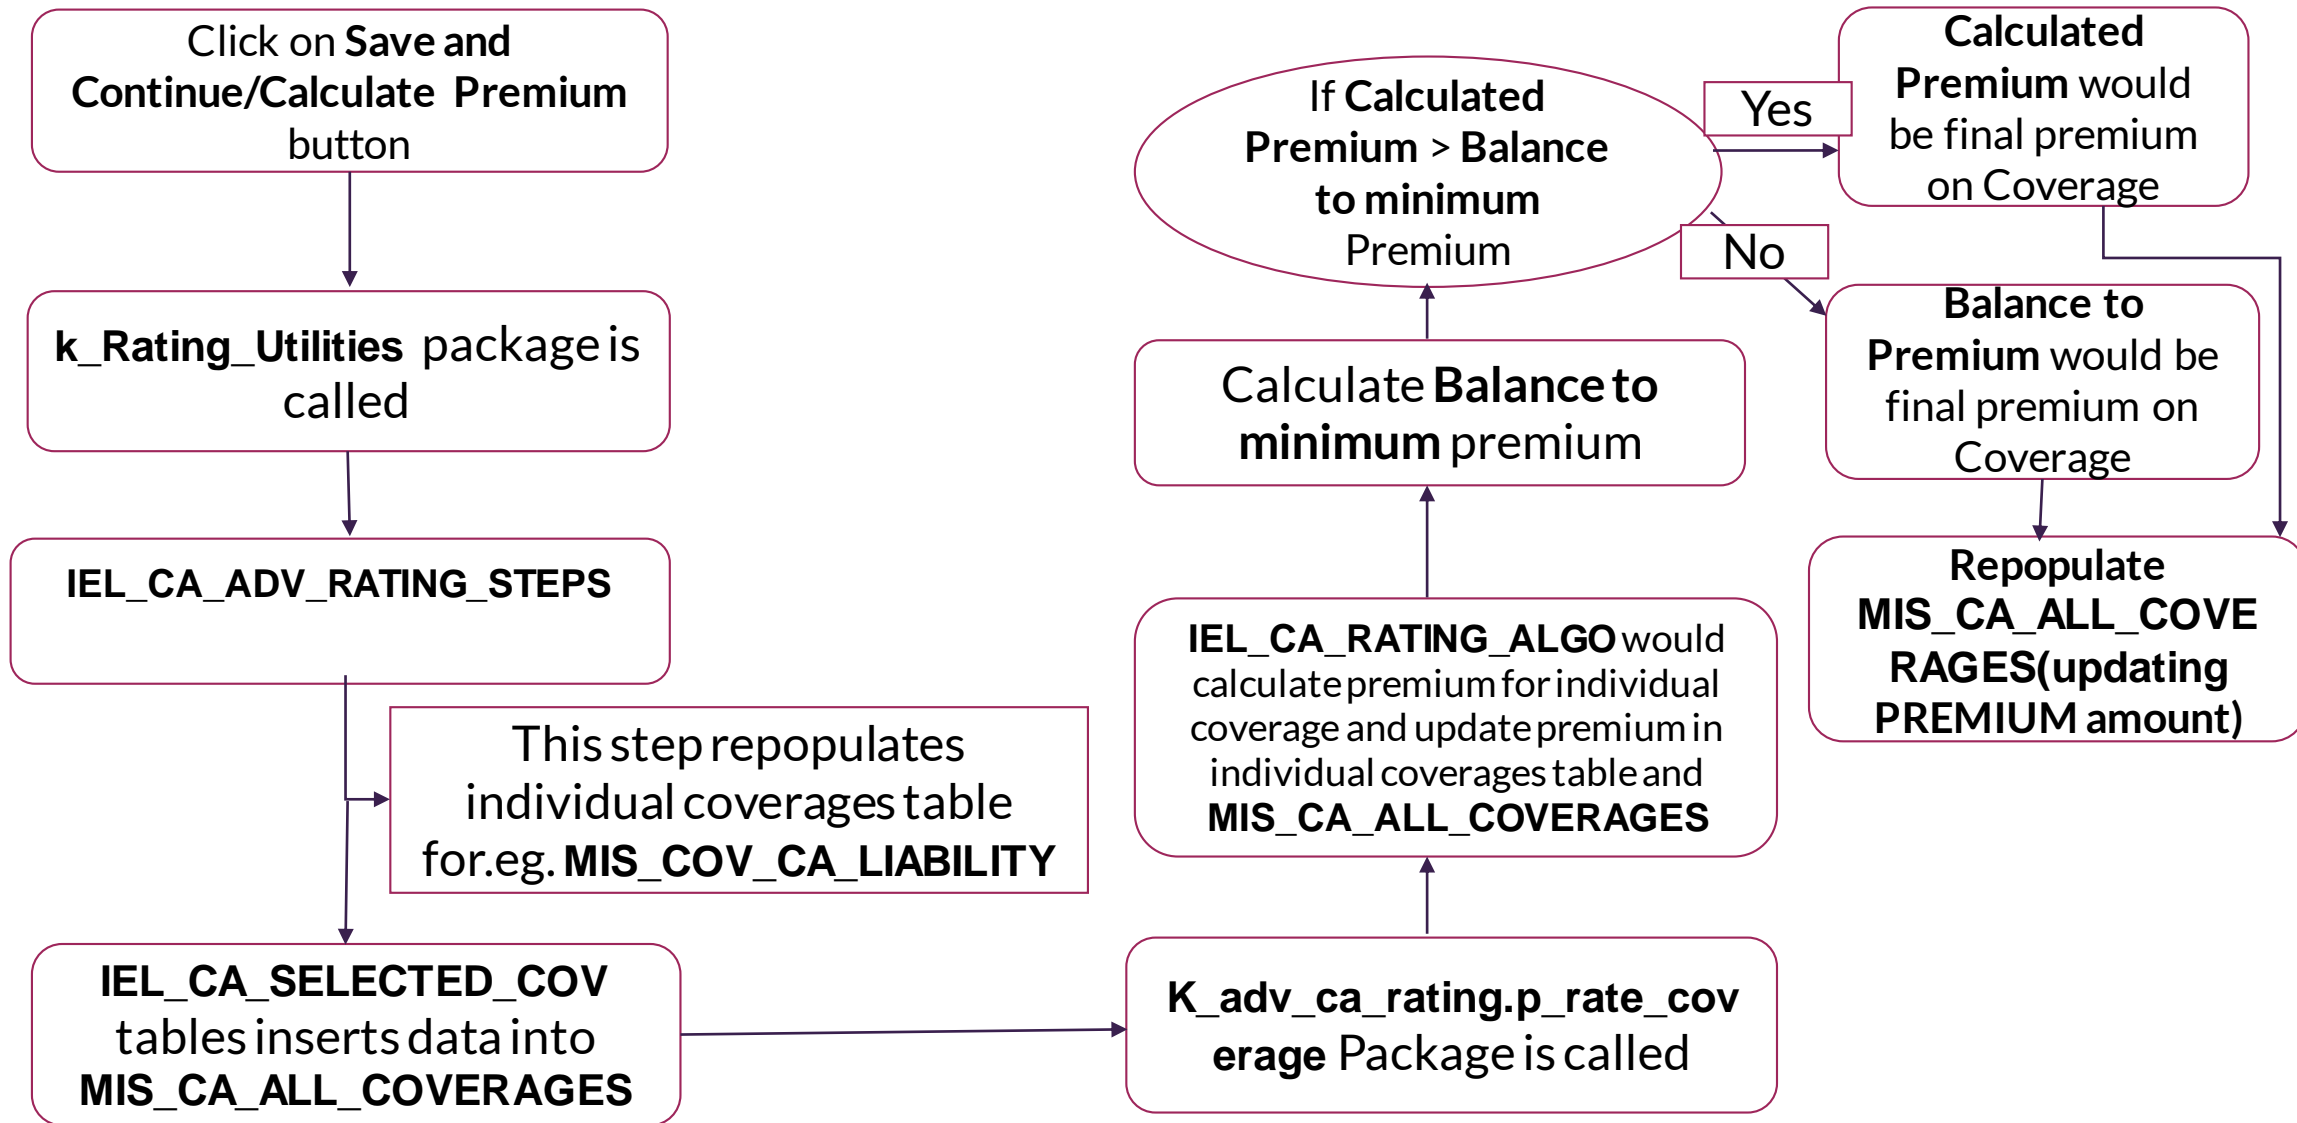 Click on Save and
Continue/Calculate Premium
button
k_Rating_Utilities package is
called
IEL_CA_ADV_RATING_STEPS
This step repopulates
individual coverages table
for.eg. MIS_COV_CA_LIABILITY
IEL_CA_SELECTED_COV
tables inserts data into
MIS_CA_ALL_COVERAGES
K_adv_ca_rating.p_rate_cov
erage Package is called
IEL_CA_RATING_ALGO would
calculate premium for individual
coverage and update premium in
individual coverages table and
MIS_CA_ALL_COVERAGES
Calculate Balance to
minimum premium
If Calculated
Premium > Balance
to minimum
Premium
Yes
Calculated
Premium would
be final premium
on Coverage
No
Balance to
Premium would be
final premium on
Coverage
Repopulate
MIS_CA_ALL_COVE
RAGES(updating
PREMIUM amount)